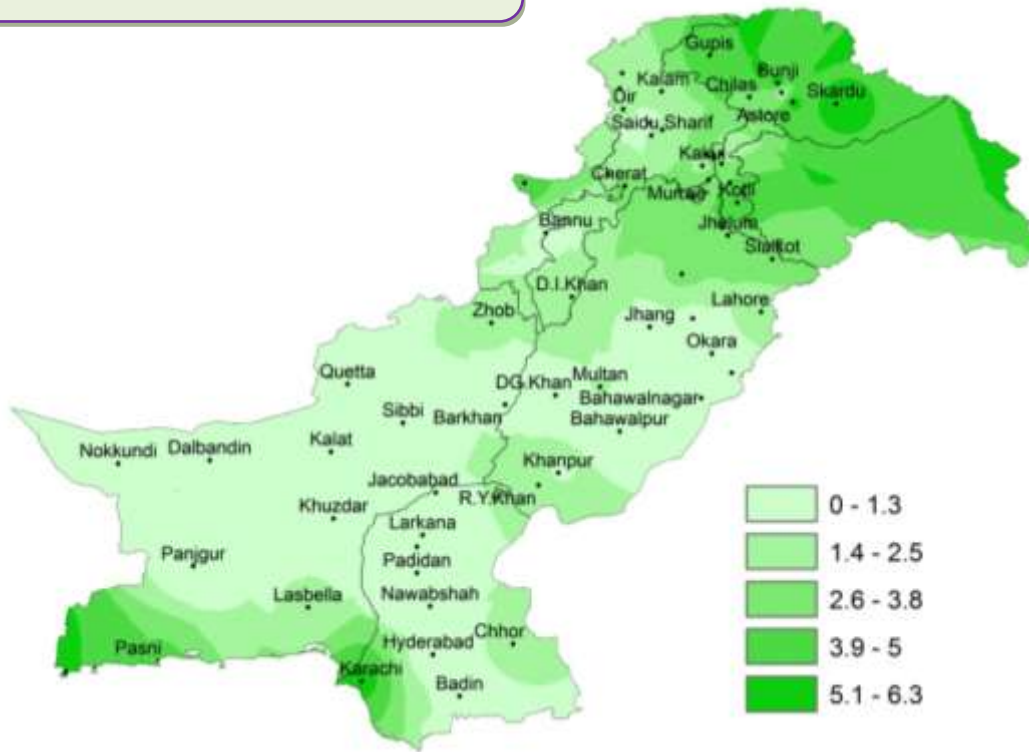 Gupis
Bunji
Kalam
Chilas
Skardu
Dir
Astore
Saidu Sharif
Kakul
Cherat
Murree
Kotli
Jhelum
Bannu
Sialkot
D.I.Khan
Lahore
Zhob
Jhang
Okara
Quetta
DG.Khan
Multan
Bahawalnagar
Sibbi
Barkhan
Bahawalpur
Nokkundi
Dalbandin
Kalat
Khanpur
Jacobabad
R.Y.Khan
Khuzdar
Larkana
Panjgur
Padidan
Lasbella
Nawabshah
Pasni
Hyderabad
Chhor
Karachi
Badin
0 - 1.3
1.4 - 2.5
2.6 - 3.8
3.9 - 5
5.1 - 6.3